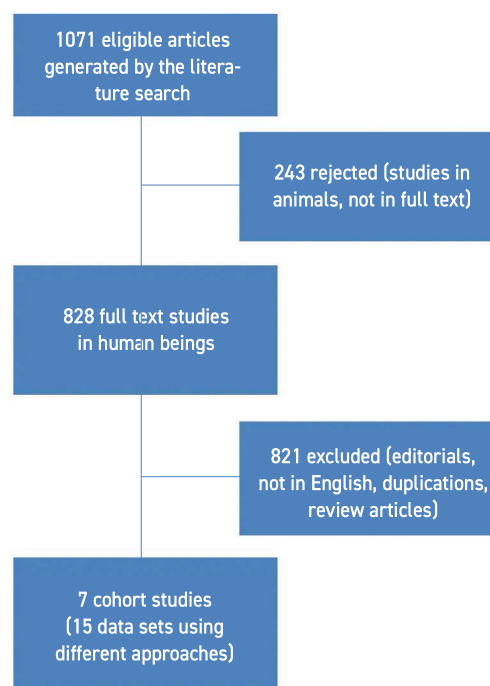 1071 eligible articles
generated by the litera-
ture search
243 rejected (studies in
animals, not in full text)
828 full text studies
in human beings
821 excluded (editorials,
not in English, duplications,
review articles)
7 cohort studies
(15 data sets using
different approaches)